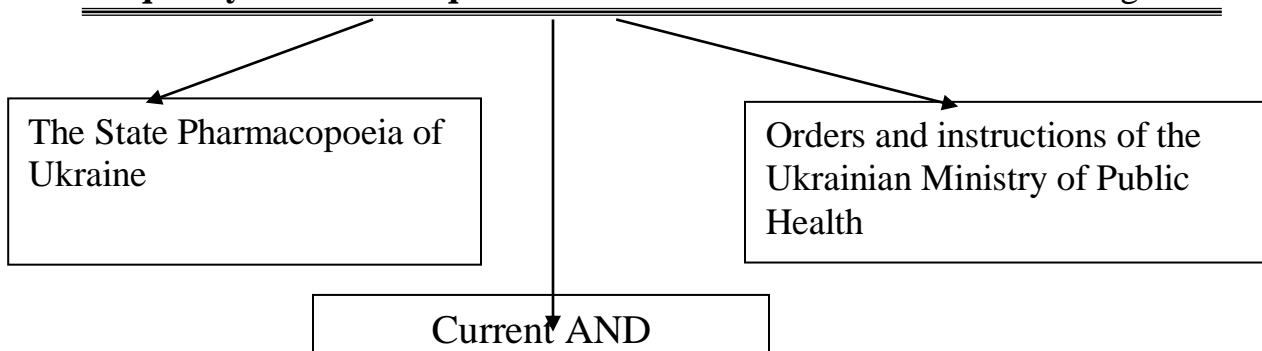 The State Pharmacopoeia of
Ukraine
Orders and instructions of the
Ukrainian Ministry of Public
Health
Current AND